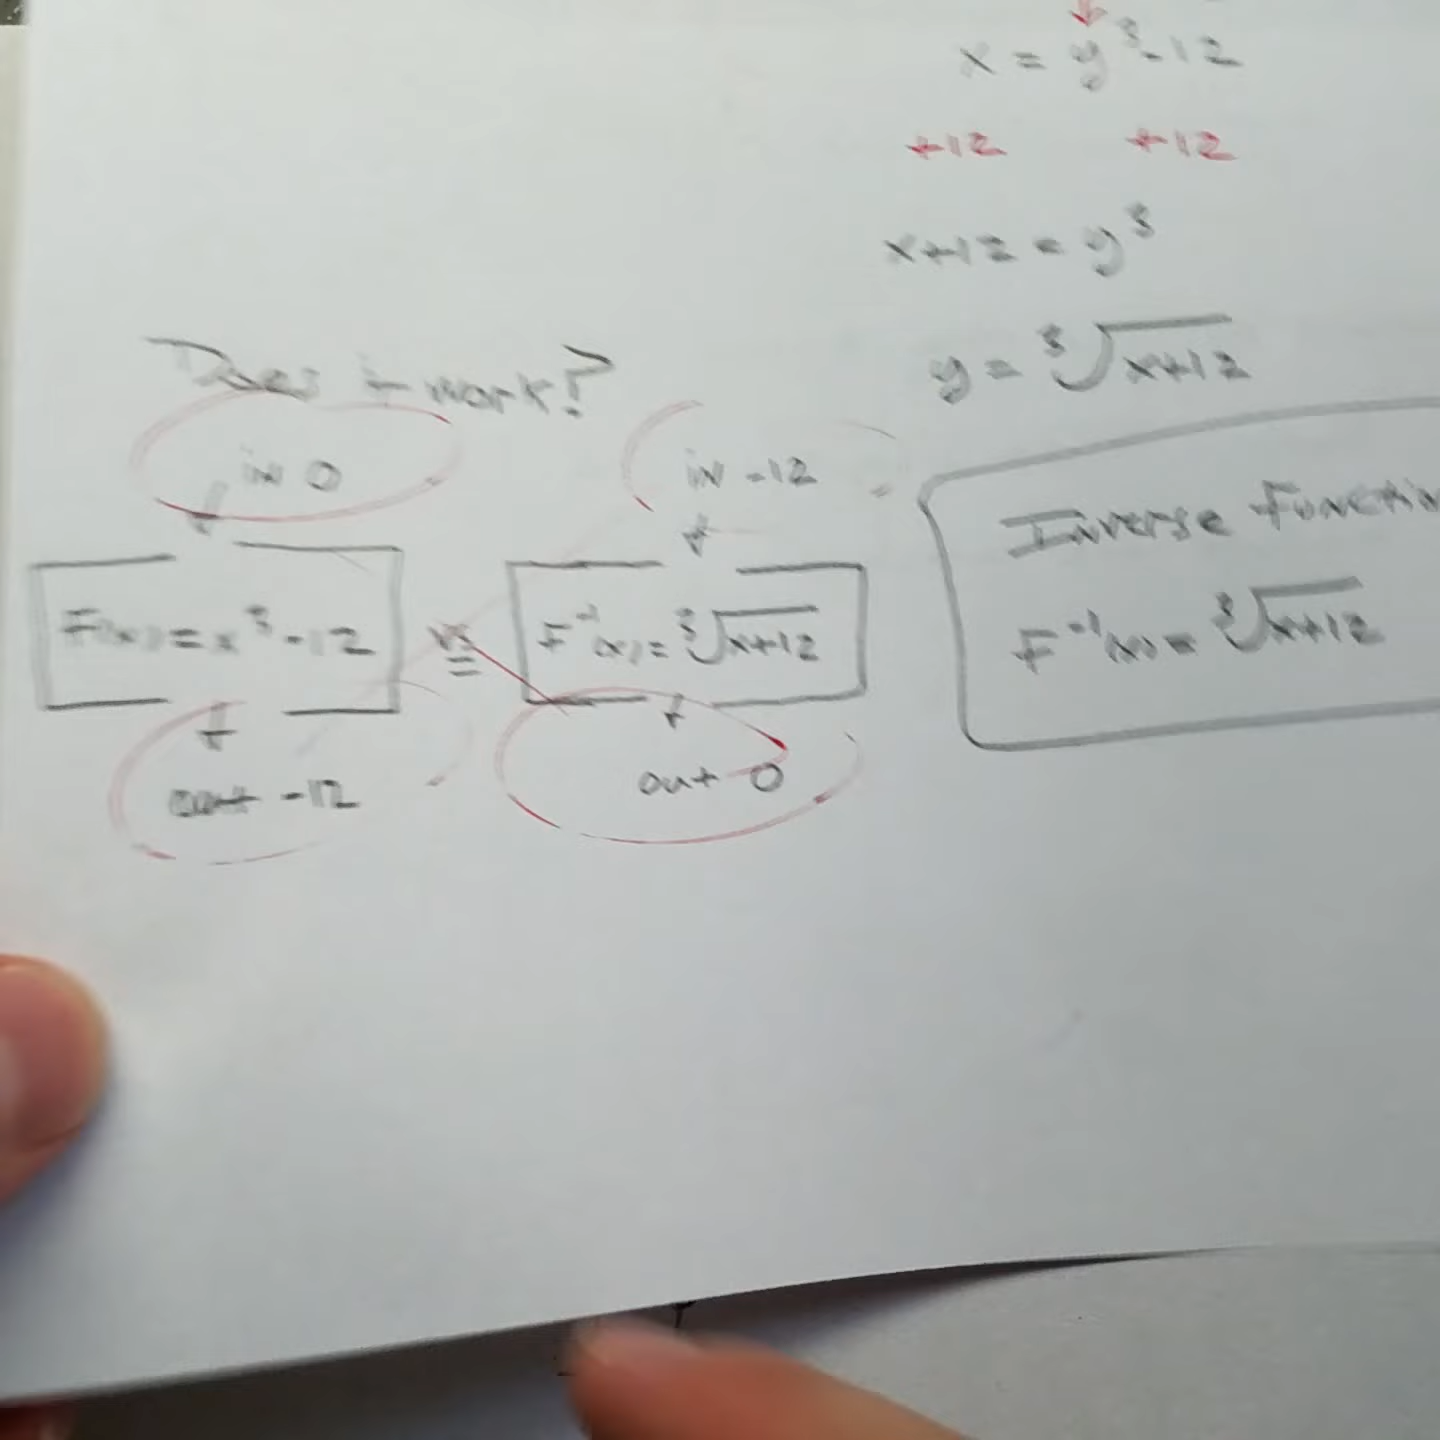 x = y³-12
+12 +12
x+12 = y³
y = ³√x+12
Does it work?
in 0
in -12
F(x) = x³-12
vs
F⁻¹(x) = ³√x+12
out -12
out 0
Inverse Function
F⁻¹(x) = ³√x+12